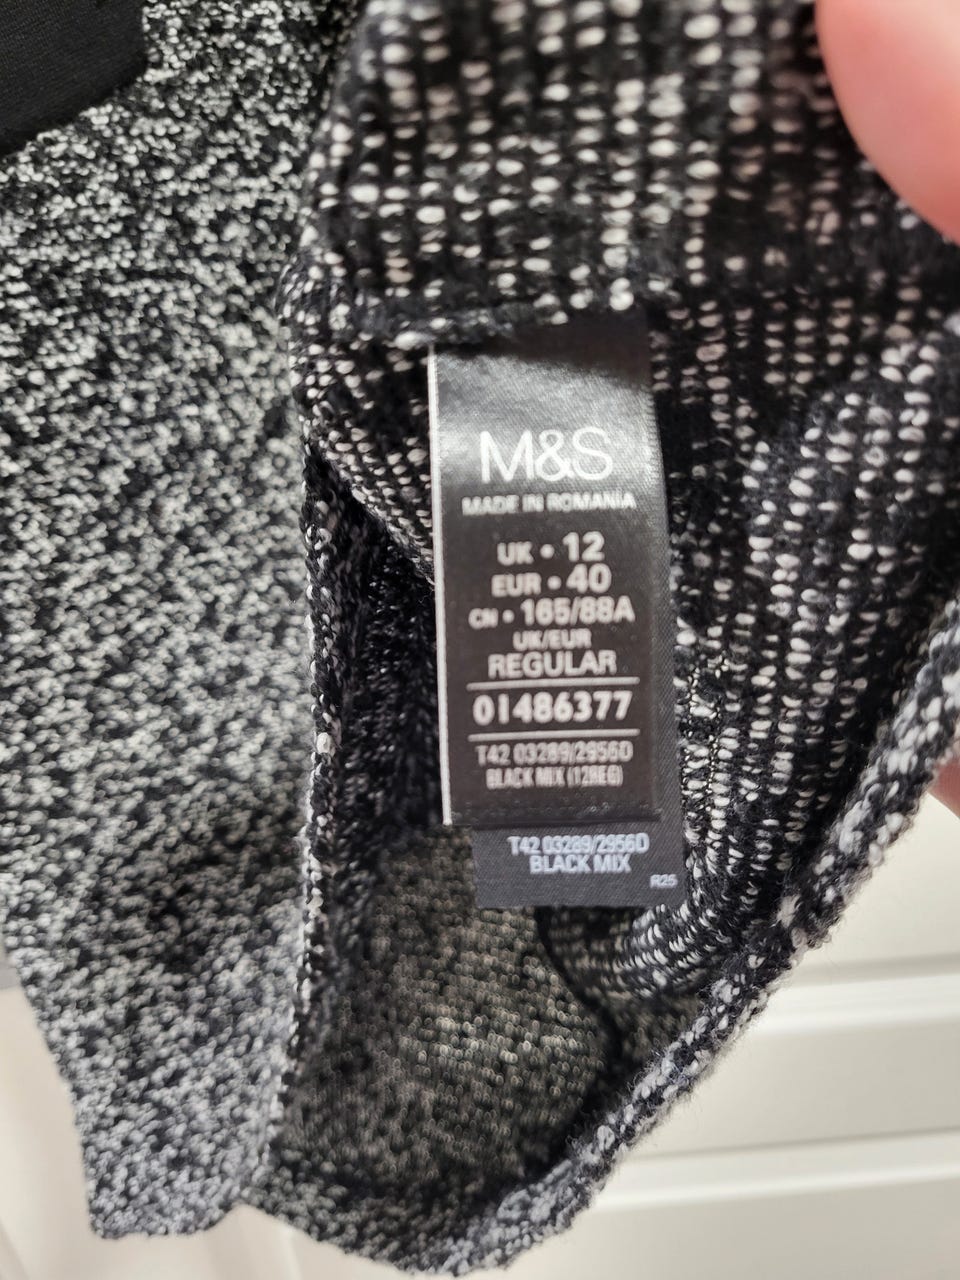 M&S
MADE IN ROMANIA
UK • 12
EUR • 40
CN • 165/88A
UK/EUR
REGULAR
01486377
T42 03289/2956D
BLACK MIX (12REG)
T42 03289/2956D
BLACK MIX
R25